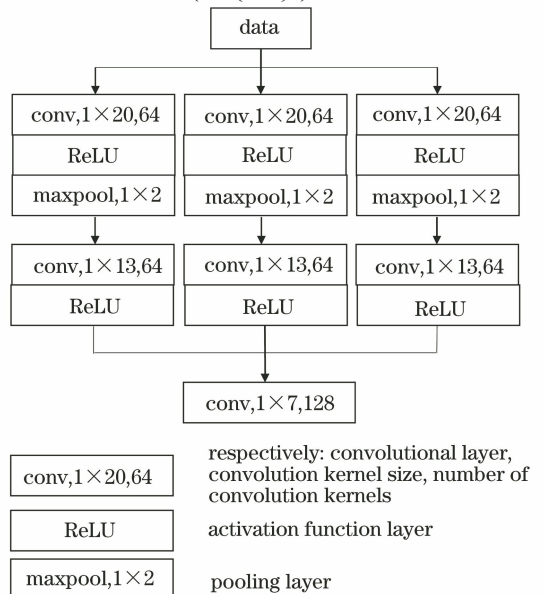 data
conv,1×20,64
conv,1×20,64
conv,1×20,64
ReLU
ReLU
ReLU
maxpool,1×2
maxpool,1×2
maxpool,1×2
conv,1×13,64
conv,1×13,64
conv,1×13,64
ReLU
ReLU
ReLU
conv,1×7,128
conv,1×20,64
respectively: convolutional layer,
convolution kernel size, number of
convolution kernels
ReLU
activation function layer
maxpool,1×2
pooling layer